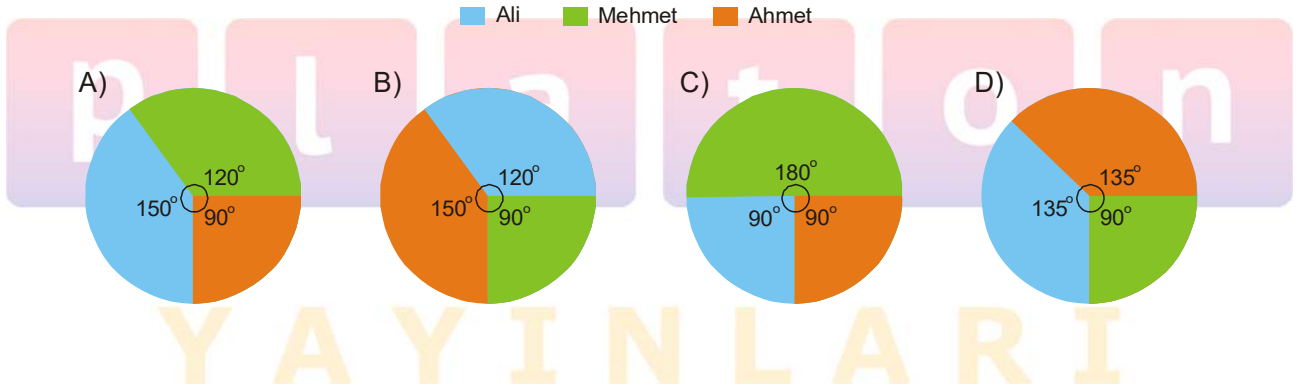 Ali Mehmet Ahmet
A) B) C) D)
120° 150° 90°
120° 150° 90°
180° 90° 90°
135° 135° 90°
platon
YAYINLARI